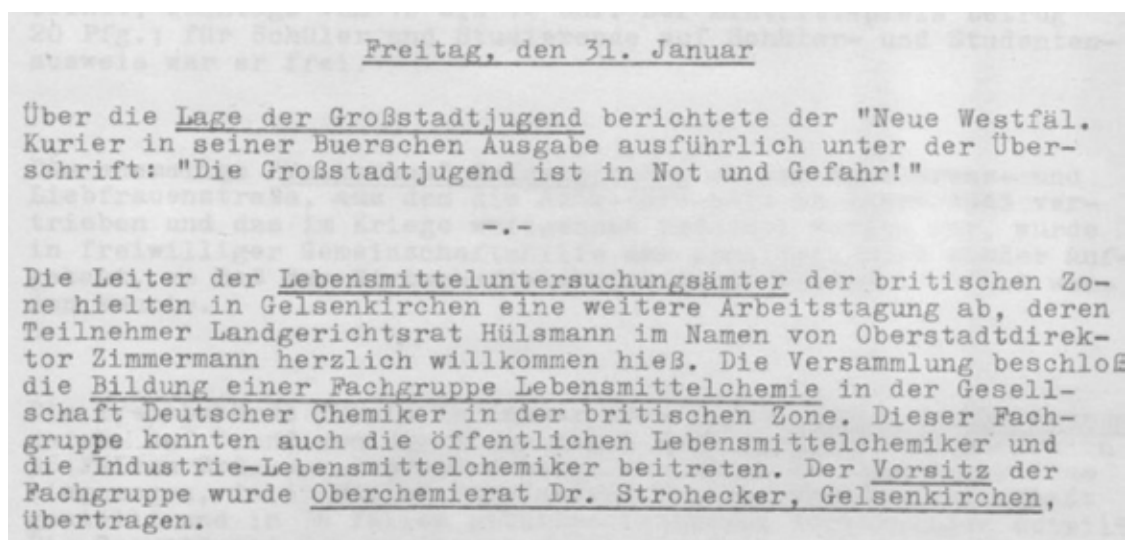 Freitag, den 31. Januar
Über die Lage der Großstadtjugend berichtete der "Neue Westfäl.
Kurier in seiner Buerschen Ausgabe ausführlich unter der Über-
schrift: "Die Großstadtjugend ist in Not und Gefahr!"
-.-
Die Leiter der Lebensmitteluntersuchungsämter der britischen Zo-
ne hielten in Gelsenkirchen eine weitere Arbeitstagung ab, deren
Teilnehmer Landgerichtsrat Hülsmann im Namen von Oberstadtdirek-
tor Zimmermann herzlich willkommen hieß. Die Versammlung beschloß
die Bildung einer Fachgruppe Lebensmittelchemie in der Gesell-
schaft Deutscher Chemiker in der britischen Zone. Dieser Fach-
gruppe konnten auch die öffentlichen Lebensmittelchemiker und
die Industrie-Lebensmittelchemiker beitreten. Der Vorsitz der
Fachgruppe wurde Oberchemierat Dr. Strohecker, Gelsenkirchen,
übertragen.